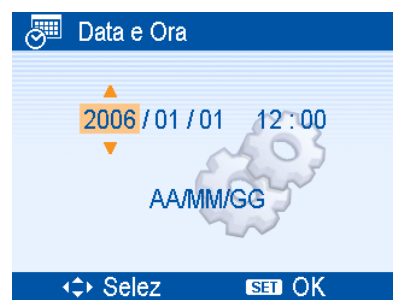 Data e Ora
2006 / 01 / 01 12 : 00
AA/MM/GG
Selez SET OK